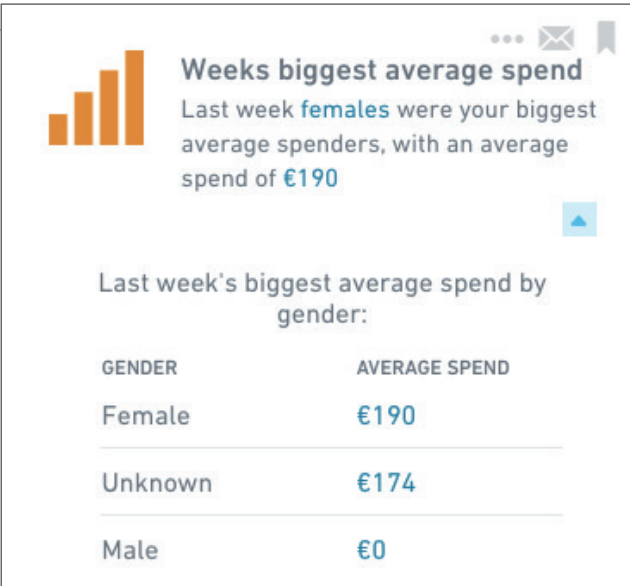 Weeks biggest average spend
Last week females were your biggest
average spenders, with an average
spend of €190
Last week's biggest average spend by
gender:
GENDER AVERAGE SPEND
Female €190
Unknown €174
Male €0